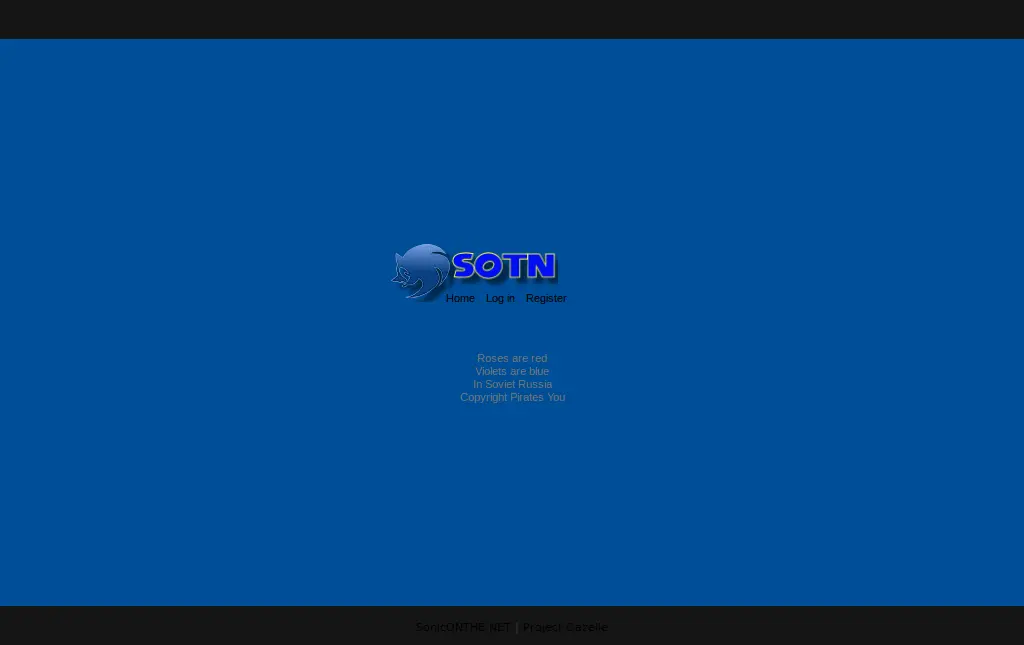 SOTN
Home Log in Register
Roses are red
Violets are blue
In Soviet Russia
Copyright Pirates You
SonicONTHE.NET | Project Gazelle